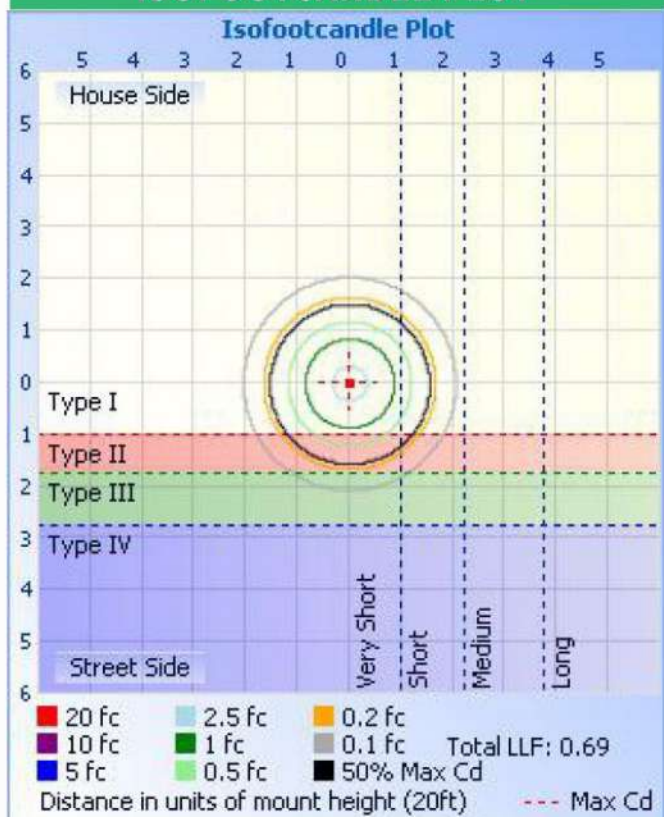 Isofootcandle Plot
5 4 3 2 1 0 1 2 3 4 5
6
House Side
5
4
3
2
1
0
Type I
1
Type II
2
Type III
3
Type IV
4
5
Very Short
Short
Medium
Long
Street Side
6
20 fc 2.5 fc 0.2 fc
10 fc 1 fc 0.1 fc Total LLF: 0.69
5 fc 0.5 fc 50% Max Cd
Distance in units of mount height (20ft) --- Max Cd